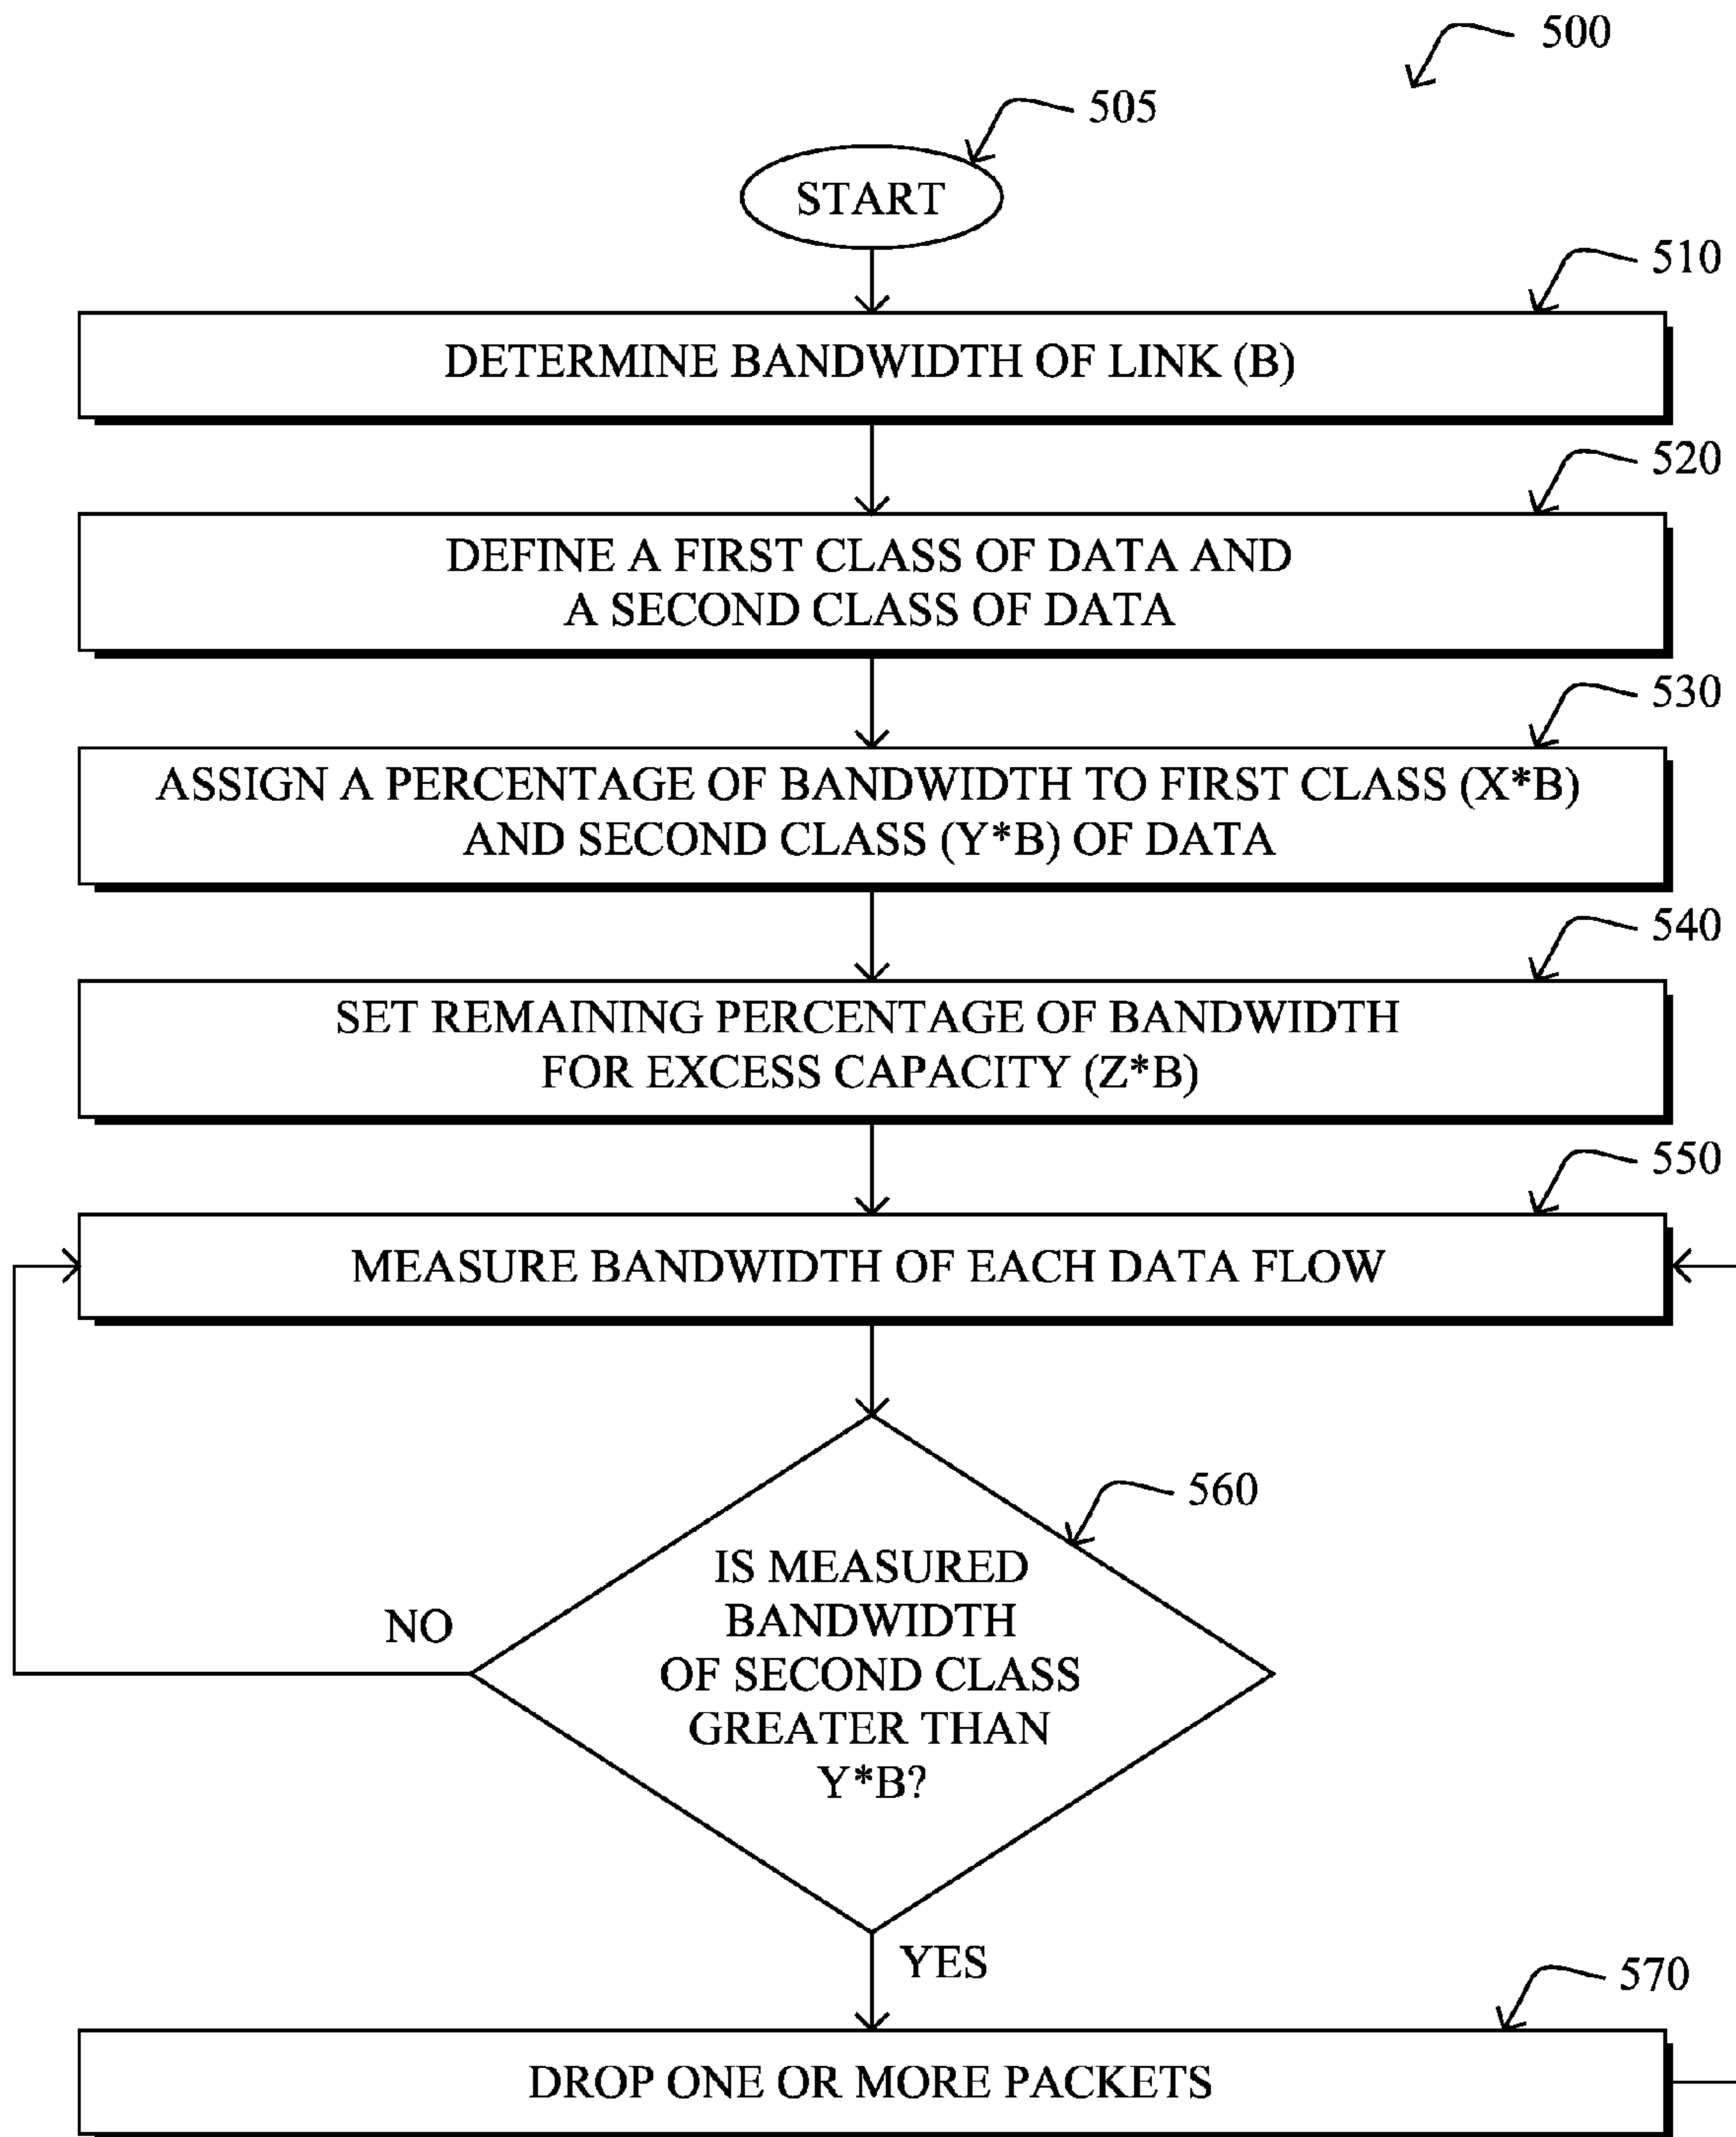 500
505
START
510
DETERMINE BANDWIDTH OF LINK (B)
520
DEFINE A FIRST CLASS OF DATA AND
A SECOND CLASS OF DATA
530
ASSIGN A PERCENTAGE OF BANDWIDTH TO FIRST CLASS (X*B)
AND SECOND CLASS (Y*B) OF DATA
540
SET REMAINING PERCENTAGE OF BANDWIDTH
FOR EXCESS CAPACITY (Z*B)
550
MEASURE BANDWIDTH OF EACH DATA FLOW
560
IS MEASURED
BANDWIDTH
OF SECOND CLASS
GREATER THAN
Y*B?
NO
YES
570
DROP ONE OR MORE PACKETS